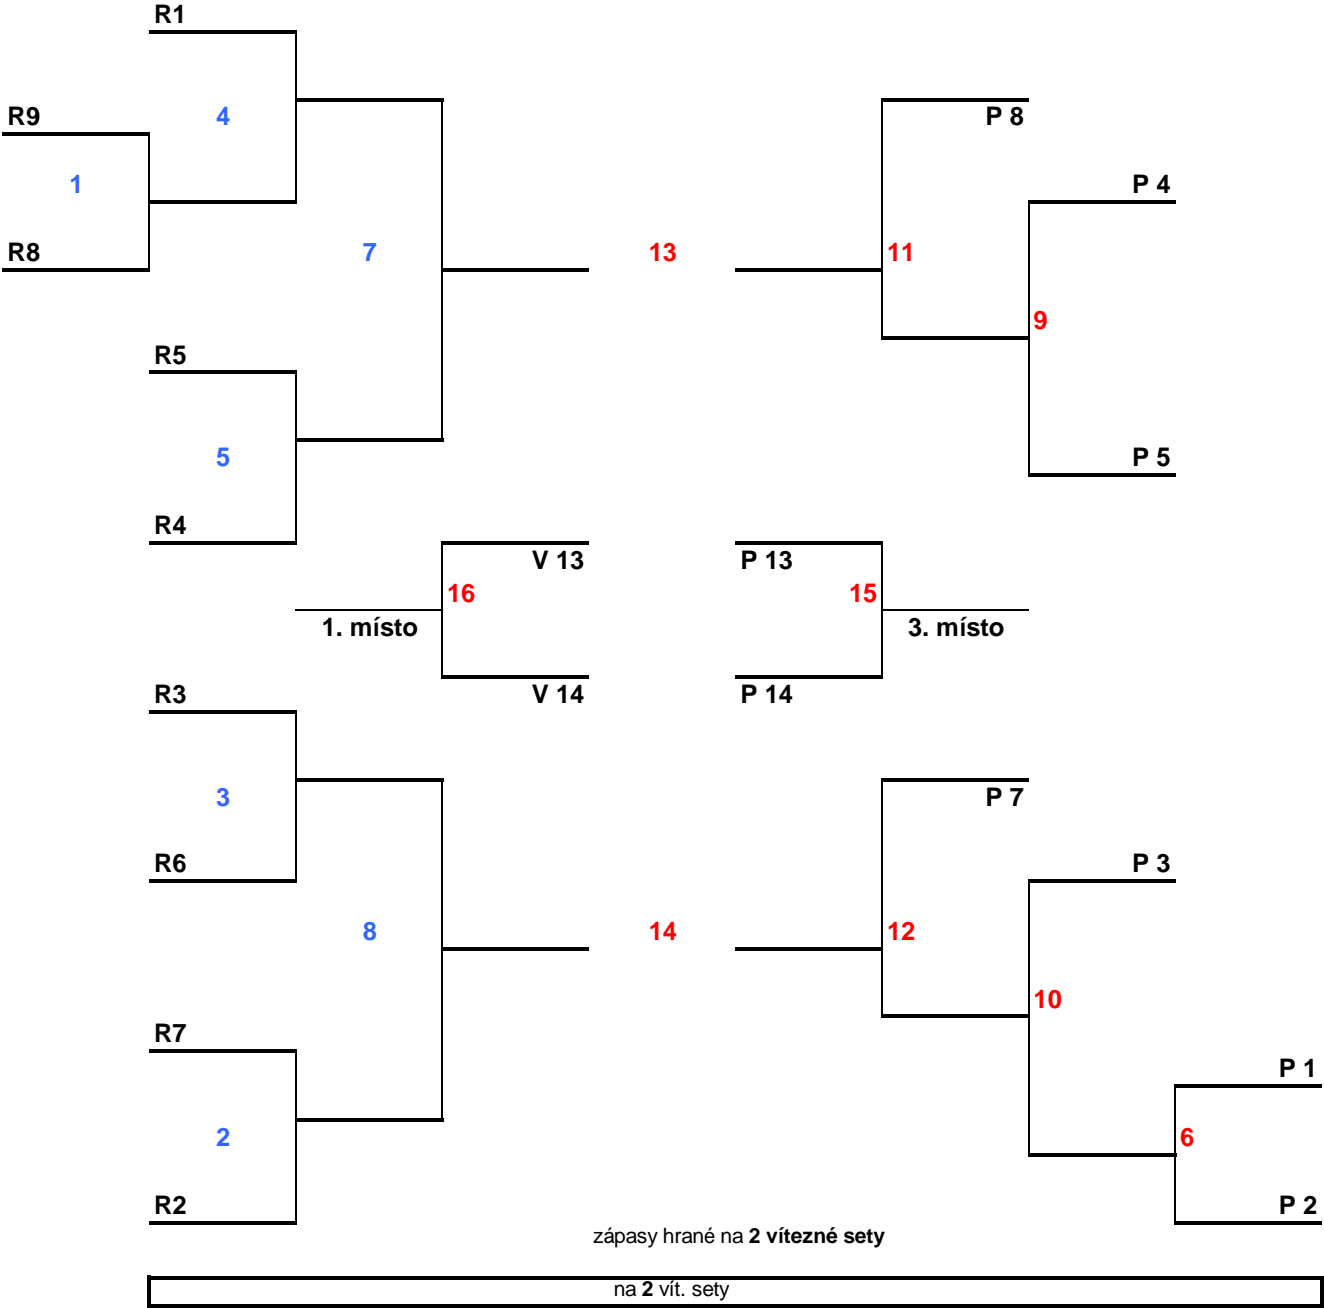 R1
R9
4
P 8
1
P 4
R8
7
13
11
9
R5
5
P 5
R4
V 13
P 13
16
15
1. místo
3. místo
R3
V 14
P 14
3
P 7
R6
P 3
8
14
12
10
R7
P 1
2
6
R2
P 2
zápasy hrané na 2 vítezné sety
na 2 vít. sety